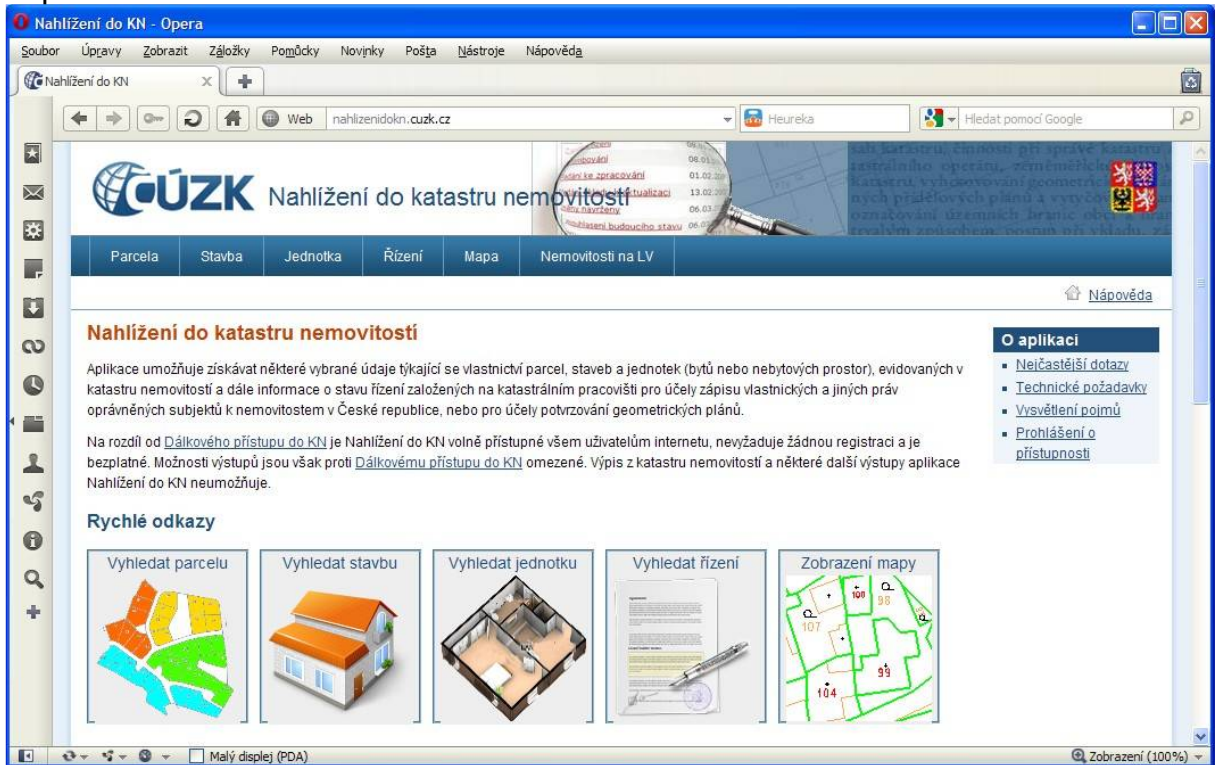 Nahlížení do KN - Opera
Soubor Úpravy Zobrazit Záložky Pomůcky Novinky Pošta Nástroje Nápověda
Nahlížení do KN
Web nahlizenidokn.cuzk.cz Heureka Hledat pomocí Google
ČÚZK Nahlížení do katastru nemovitostí
Parcela Stavba Jednotka Řízení Mapa Nemovitosti na LV
Nápověda
Nahlížení do katastru nemovitostí
Aplikace umožňuje získávat některé vybrané údaje týkající se vlastnictví parcel, staveb a jednotek (bytů nebo nebytových prostor), evidovaných v
katastru nemovitostí a dále informace o stavu řízení založených na katastrálním pracovišti pro účely zápisu vlastnických a jiných práv
oprávněných subjektů k nemovitostem v České republice, nebo pro účely potvrzování geometrických plánů.
Na rozdíl od Dálkového přístupu do KN je Nahlížení do KN volně přístupné všem uživatelům internetu, nevyžaduje žádnou registraci a je
bezplatné. Možnosti výstupů jsou však proti Dálkovému přístupu do KN omezené. Výpis z katastru nemovitostí a některé další výstupy aplikace
Nahlížení do KN neumožňuje.
O aplikaci
Nejčastější dotazy
Technické požadavky
Vysvětlení pojmů
Prohlášení o
přístupnosti
Rychlé odkazy
Vyhledat parcelu Vyhledat stavbu Vyhledat jednotku Vyhledat řízení Zobrazení mapy
107
98
99
104
Malý displej (PDA) Zobrazení (100%)